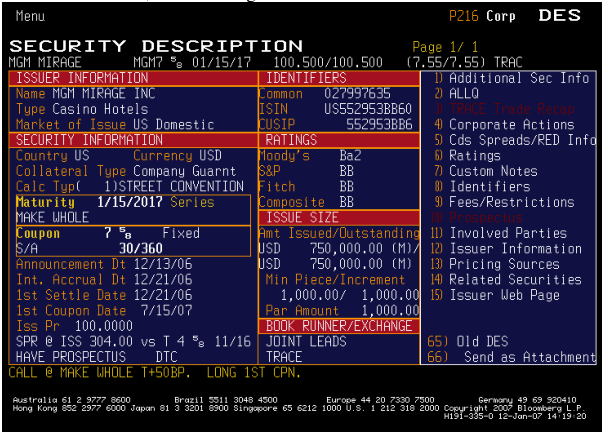 Menu P216 Corp DES
SECURITY DESCRIPTION Page 1/ 1
MGM MIRAGE MGM7 5/8 01/15/17 100.500/100.500 (7.55/7.55) TRAC
ISSUER INFORMATION IDENTIFIERS 1) Additional Sec Info
Name MGM MIRAGE INC Common 027997635 2) ALLQ
Type Casino Hotels ISIN US552953BB60 3) TRACE Trade Recap
Market of Issue US Domestic CUSIP 552953BB6 4) Corporate Actions
SECURITY INFORMATION RATINGS 5) Cds Spreads/RED Info
Country US Currency USD Moody's Ba2 6) Ratings
Collateral Type Company Guarnt S&P BB 7) Custom Notes
Calc Typ( 1)STREET CONVENTION Fitch BB 8) Identifiers
Maturity 1/15/2017 Series Composite BB 9) Fees/Restrictions
MAKE WHOLE ISSUE SIZE 10) Prospectus
Coupon 7 5/8 Fixed Amt Issued/Outstanding 11) Involved Parties
S/A 30/360 USD 750,000.00 (M)/ 12) Issuer Information
Announcement Dt 12/13/06 USD 750,000.00 (M) 13) Pricing Sources
Int. Accrual Dt 12/21/06 Min Piece/Increment 14) Related Securities
1st Settle Date 12/21/06 1,000.00/ 1,000.00 15) Issuer Web Page
1st Coupon Date 7/15/07 Par Amount 1,000.00
Iss Pr 100.0000 BOOK RUNNER/EXCHANGE
SPR @ ISS 304.00 vs T 4 5/8 11/16 JOINT LEADS 65) Old DES
HAVE PROSPECTUS DTC TRACE 66) Send as Attachment
CALL @ MAKE WHOLE T+50BP. LONG 1ST CPN.
Australia 61 2 9777 8600 Brazil 5511 3048 4500 Europe 44 20 7330 7500 Germany 49 69 920410
Hong Kong 852 2977 6000 Japan 81 3 3201 8900 Singapore 65 6212 1000 U.S. 1 212 318 2000 Copyright 2007 Bloomberg L.P.
H191-335-0 12-Jan-07 14:19:20